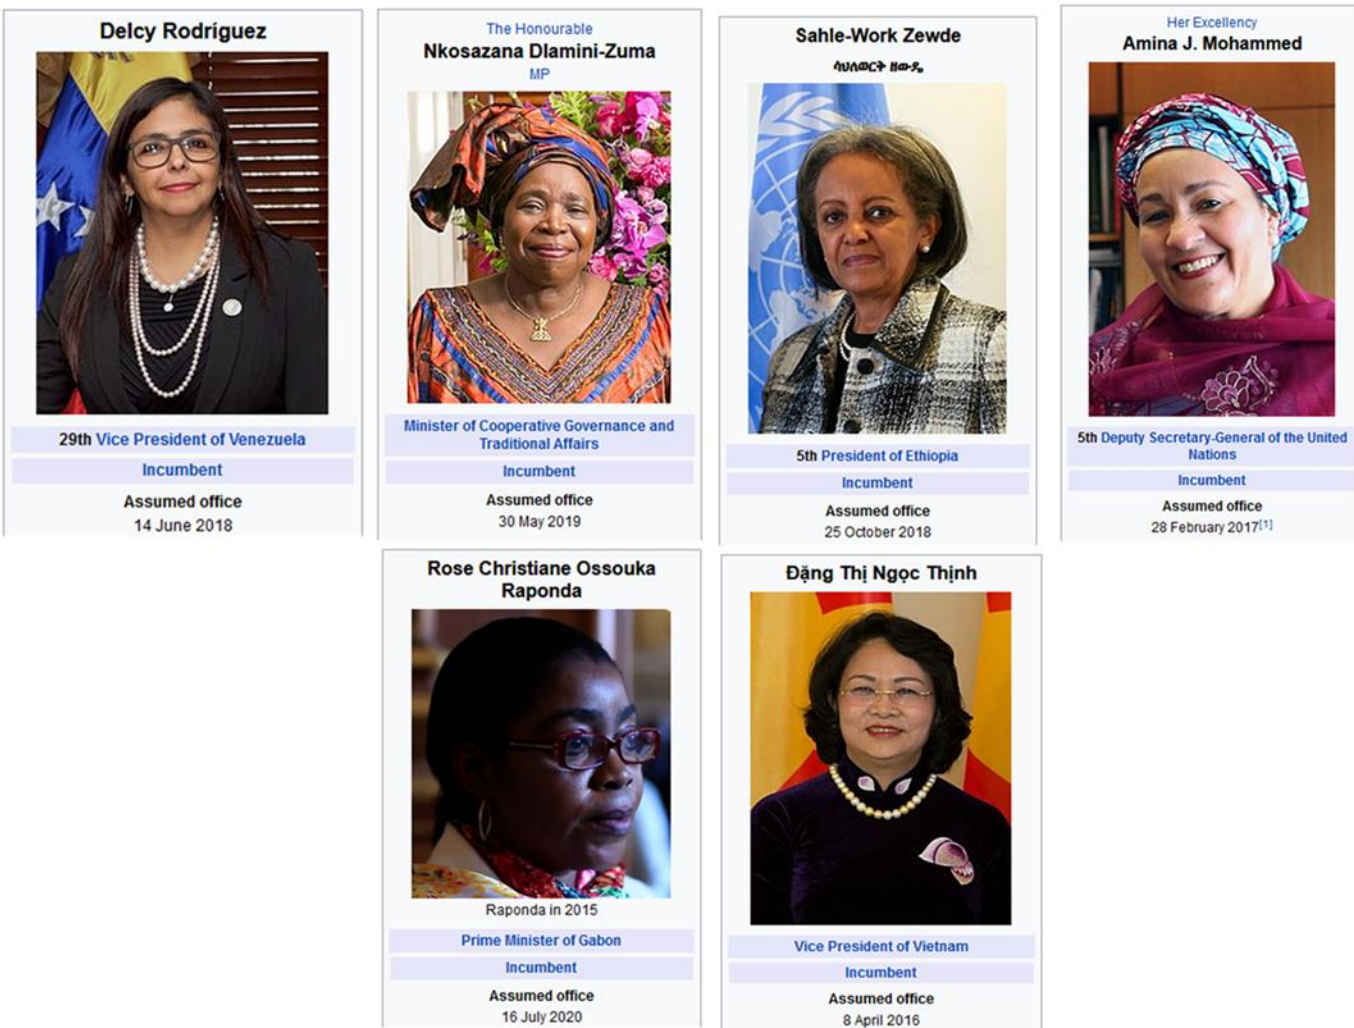 Delcy Rodríguez
29th Vice President of Venezuela
Incumbent
Assumed office
14 June 2018
The Honourable
Nkosazana Dlamini-Zuma
MP
Minister of Cooperative Governance and
Traditional Affairs
Incumbent
Assumed office
30 May 2019
Sahle-Work Zewde
ሳህለወርቅ ዘውዴ
5th President of Ethiopia
Incumbent
Assumed office
25 October 2018
Her Excellency
Amina J. Mohammed
5th Deputy Secretary-General of the United
Nations
Incumbent
Assumed office
28 February 2017[1]
Rose Christiane Ossouka
Raponda
Raponda in 2015
Prime Minister of Gabon
Incumbent
Assumed office
16 July 2020
Đặng Thị Ngọc Thịnh
Vice President of Vietnam
Incumbent
Assumed office
8 April 2016